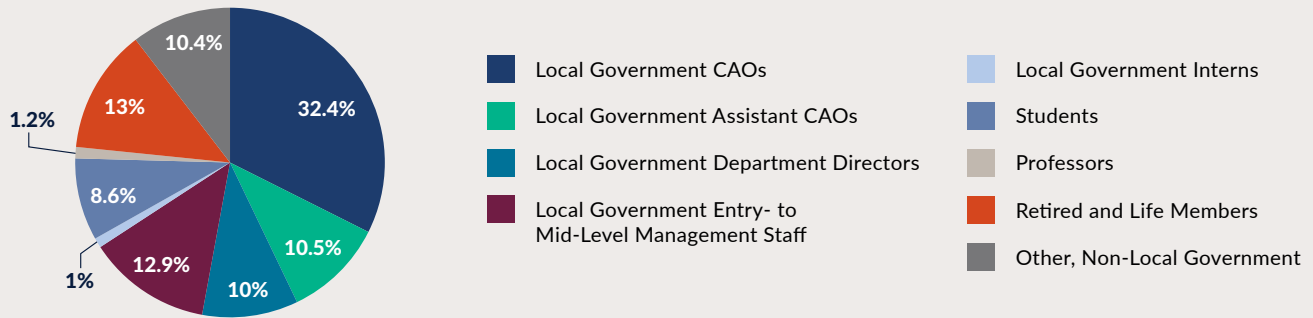 10.4%
32.4%
13%
1.2%
8.6%
10.5%
12.9%
10%
1%
Local Government CAOs
Local Government Assistant CAOs
Local Government Department Directors
Local Government Entry- to
Mid-Level Management Staff
Local Government Interns
Students
Professors
Retired and Life Members
Other, Non-Local Government